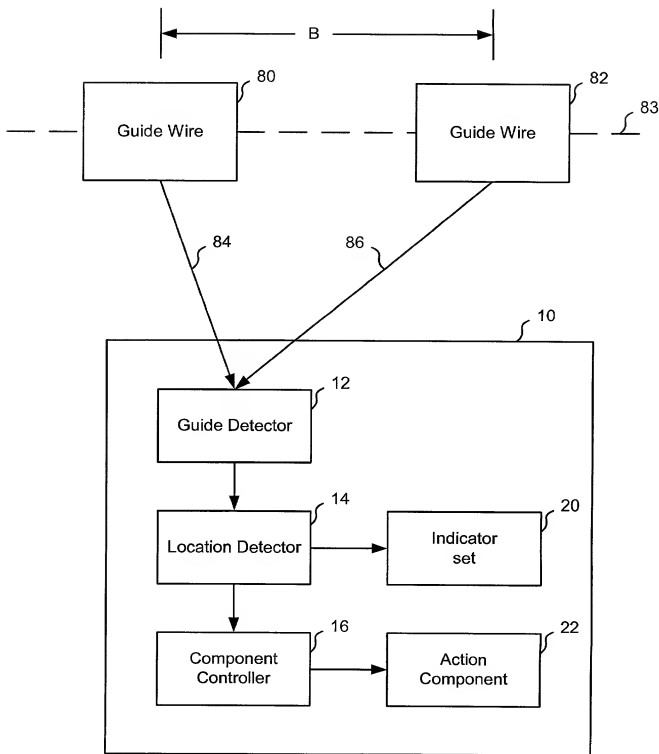 B
80
82
83
Guide Wire
Guide Wire
84
86
10
12
Guide Detector
14
20
Location Detector
Indicator
set
16
22
Component
Controller
Action
Component